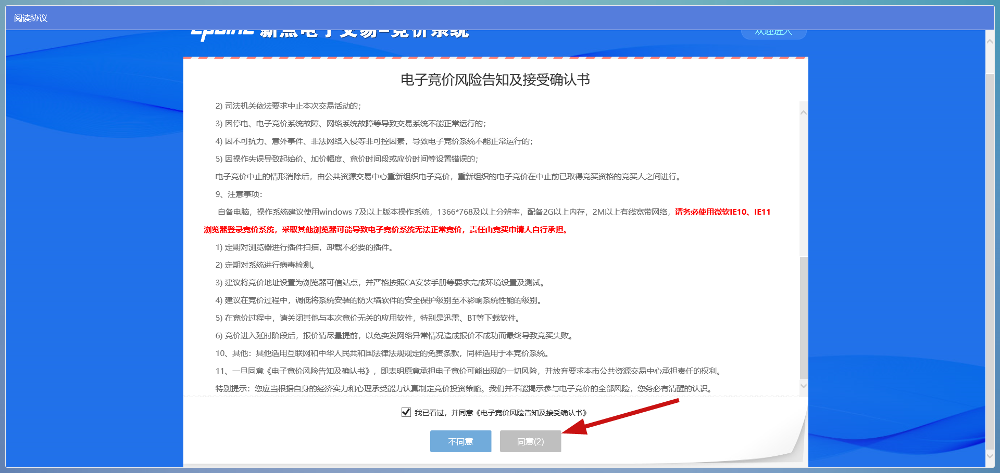 阅读协议
epoint 新点电子交易-竞价系统
欢迎进入
电子竞价风险告知及接受确认书
2) 司法机关依法要求中止本次交易活动的；
3) 因停电、电子竞价系统故障、网络系统故障等导致交易系统不能正常运行的；
4) 因不可抗力、意外事件、非法网络入侵等非可控因素，导致电子竞价系统不能正常运行的；
5) 因操作失误导致起始价、加价幅度、竞价时间段或应价时间等设置错误的；
电子竞价中止的情形消除后，由公共资源交易中心重新组织电子竞价，重新组织的电子竞价在中止前已取得竞买资格的竞买人之间进行。
9、注意事项：
自备电脑，操作系统建议使用windows 7及以上版本操作系统，1366*768及以上分辨率，配备2G以上内存，2M以上有线宽带网络，请务必使用微软IE10、IE11
浏览器登录竞价系统，采取其他浏览器可能导致电子竞价系统无法正常竞价，责任由竞买申请人自行承担。
1) 定期对浏览器进行插件扫描，卸载不必要的插件。
2) 定期对系统进行病毒检测。
3) 建议将竞价地址设置为浏览器可信站点，并严格按照CA安装手册等要求完成环境设置及测试。
4) 建议在竞价过程中，调低将系统安装的防火墙软件的安全保护级别至不影响系统性能的级别。
5) 在竞价过程中，请关闭其他与本次竞价无关的应用软件，特别是迅雷、BT等下载软件。
6) 竞价进入延时阶段后，报价请尽量提前，以免突发网络异常情况造成报价不成功而最终导致竞买失败。
10、其他：其他适用互联网和中华人民共和国法律法规规定的免责条款，同样适用于本竞价系统。
11、一旦同意《电子竞价风险告知及确认书》，即表明愿意承担电子竞价可能出现的一切风险，并放弃要求本市公共资源交易中心承担责任的权利。
特别提示：您应当根据自身的经济实力和心理承受能力认真制定竞价投资策略。我们并不能揭示参与电子竞价的全部风险，您务必有清醒的认识。
我已看过，并同意《电子竞价风险告知及接受确认书》
不同意
同意(2)